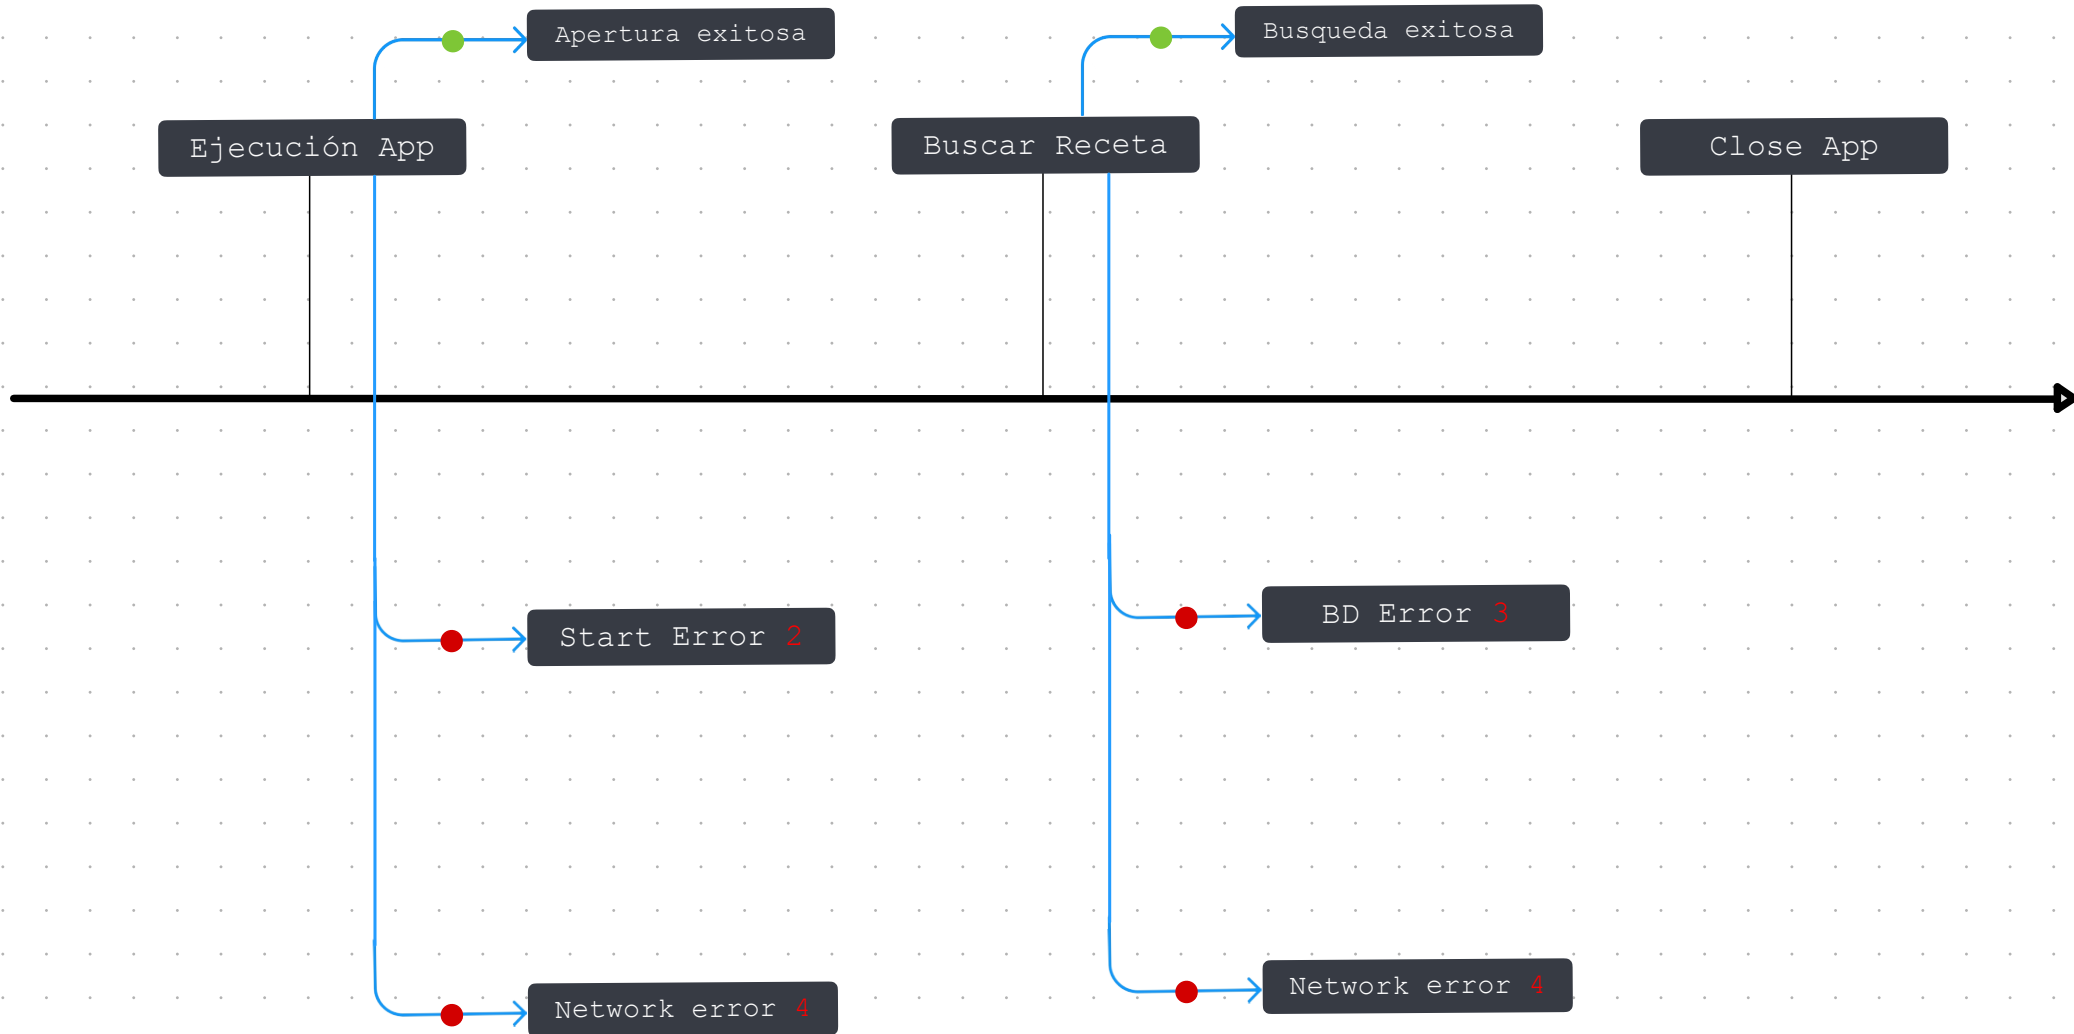 Apertura exitosa
Busqueda exitosa
Ejecución App
Buscar Receta
Close App
Start Error 2
BD Error 3
Network error 4
Network error 4